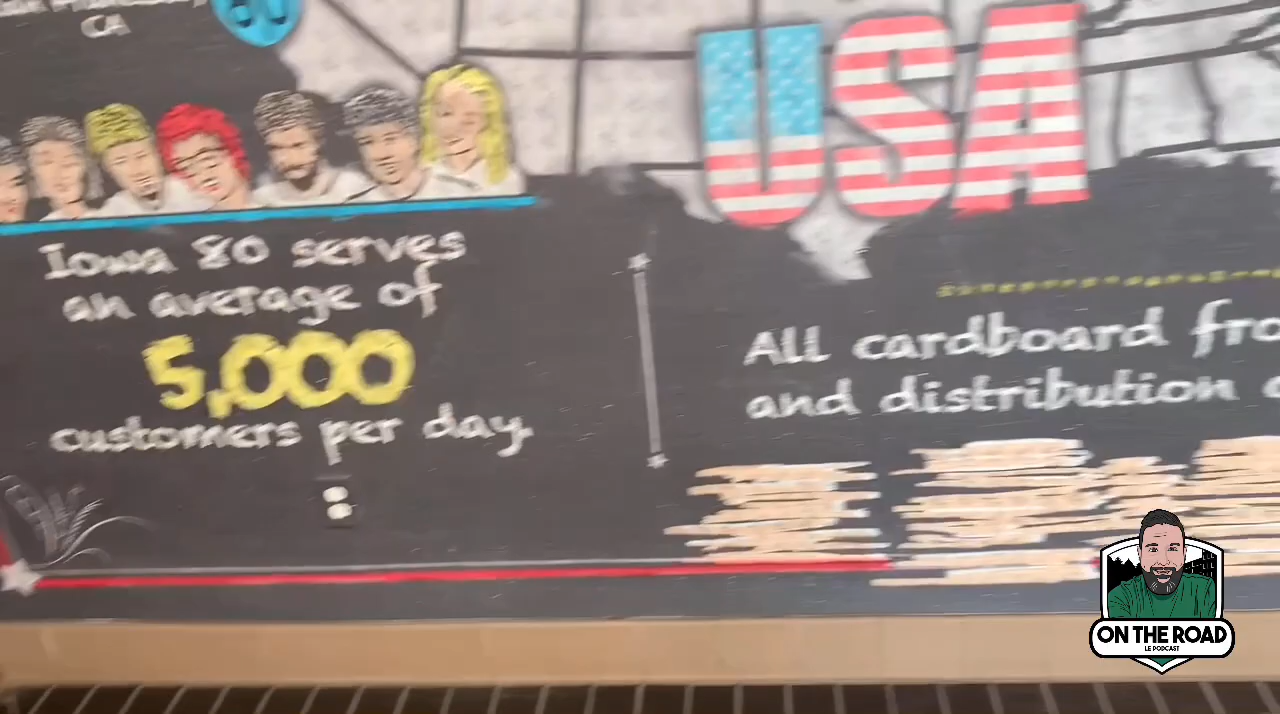 CA
USA
Iowa 80 serves
an average of
5,000
customers per day.
All cardboard
and distribution
ON THE ROAD
LE PODCAST